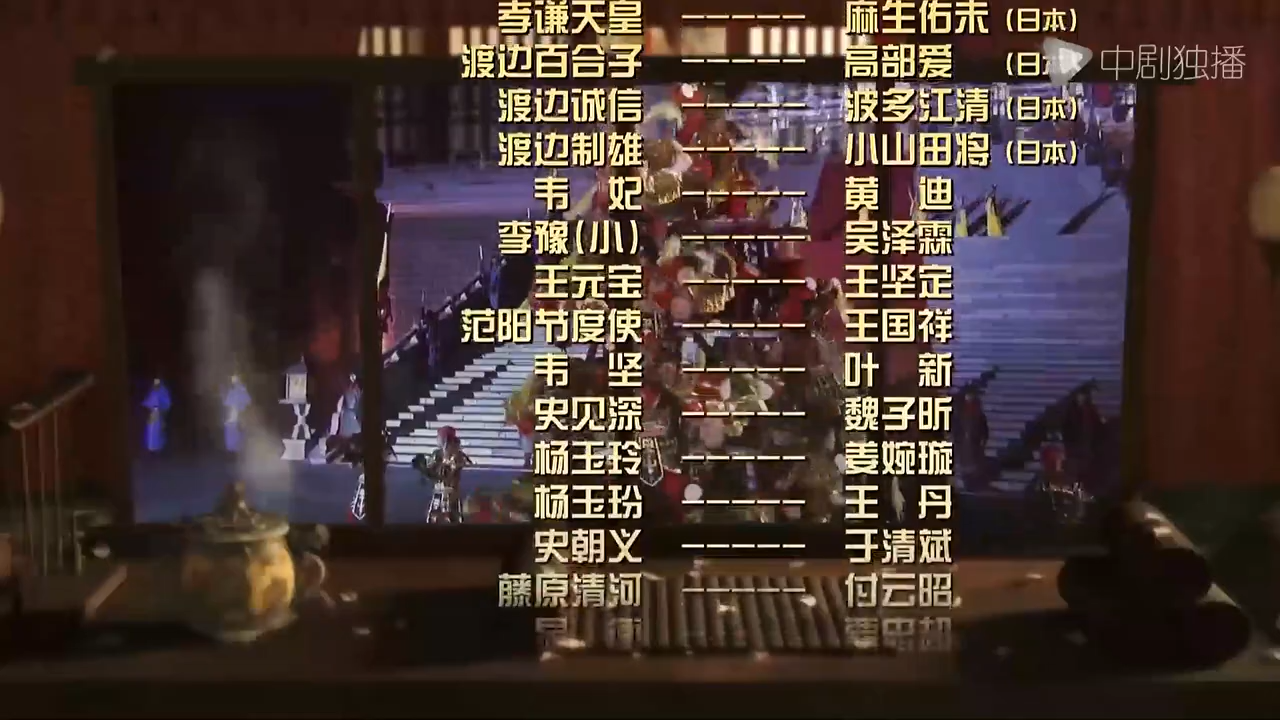 孝谦天皇 ----- 麻生佑未 (日本)
渡边百合子 ----- 高部爱 (日
中剧独播
渡边诚信 ----- 波多江清 (日本)
渡边制雄 ----- 小山田将 (日本)
韦 妃 ----- 黄 迪
李豫(小) ----- 吴泽霖
王元宝 ----- 王坚定
范阳节度使 ----- 王国祥
韦 坚 ----- 叶 新
史见深 ----- 魏子昕
杨玉玲 ----- 姜婉璇
杨玉玢 ----- 王 丹
史朝义 ----- 于清斌
藤原清河 ----- 付云昭